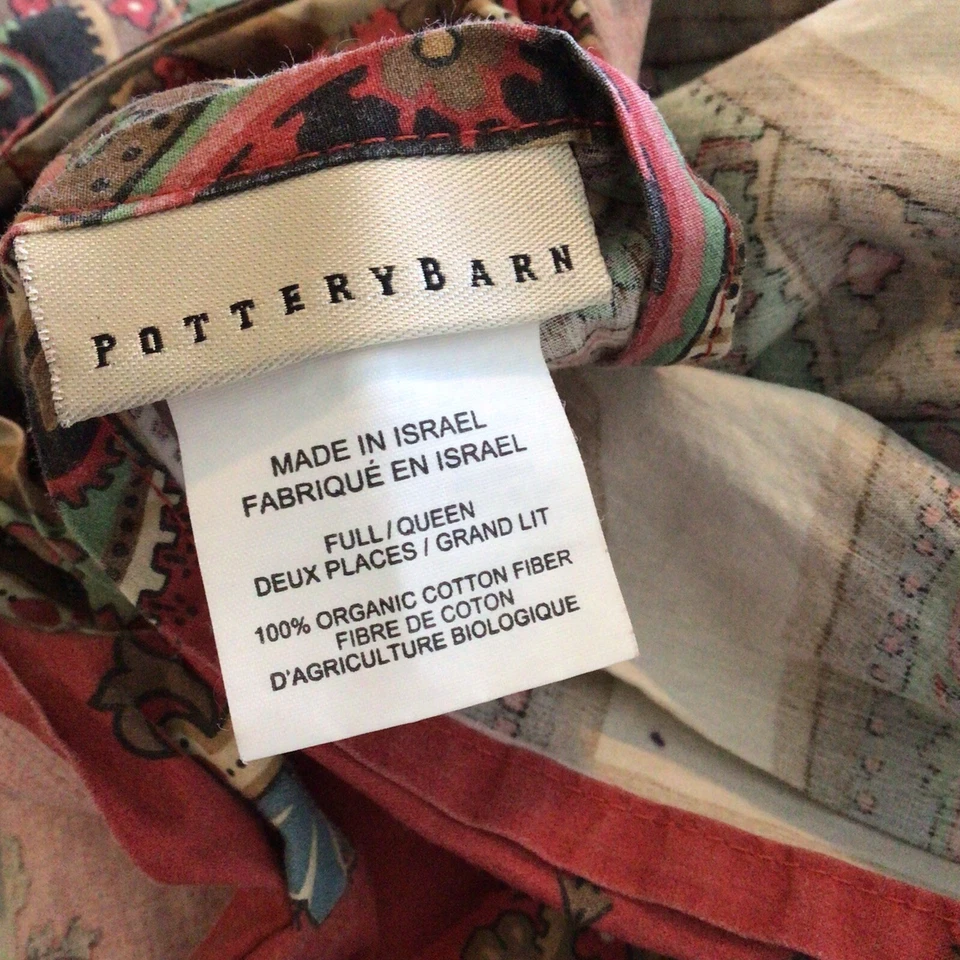 POTTERYBARN
MADE IN ISRAEL
FABRIQUÉ EN ISRAEL
FULL / QUEEN
DEUX PLACES / GRAND LIT
100% ORGANIC COTTON FIBER
FIBRE DE COTON
D'AGRICULTURE BIOLOGIQUE